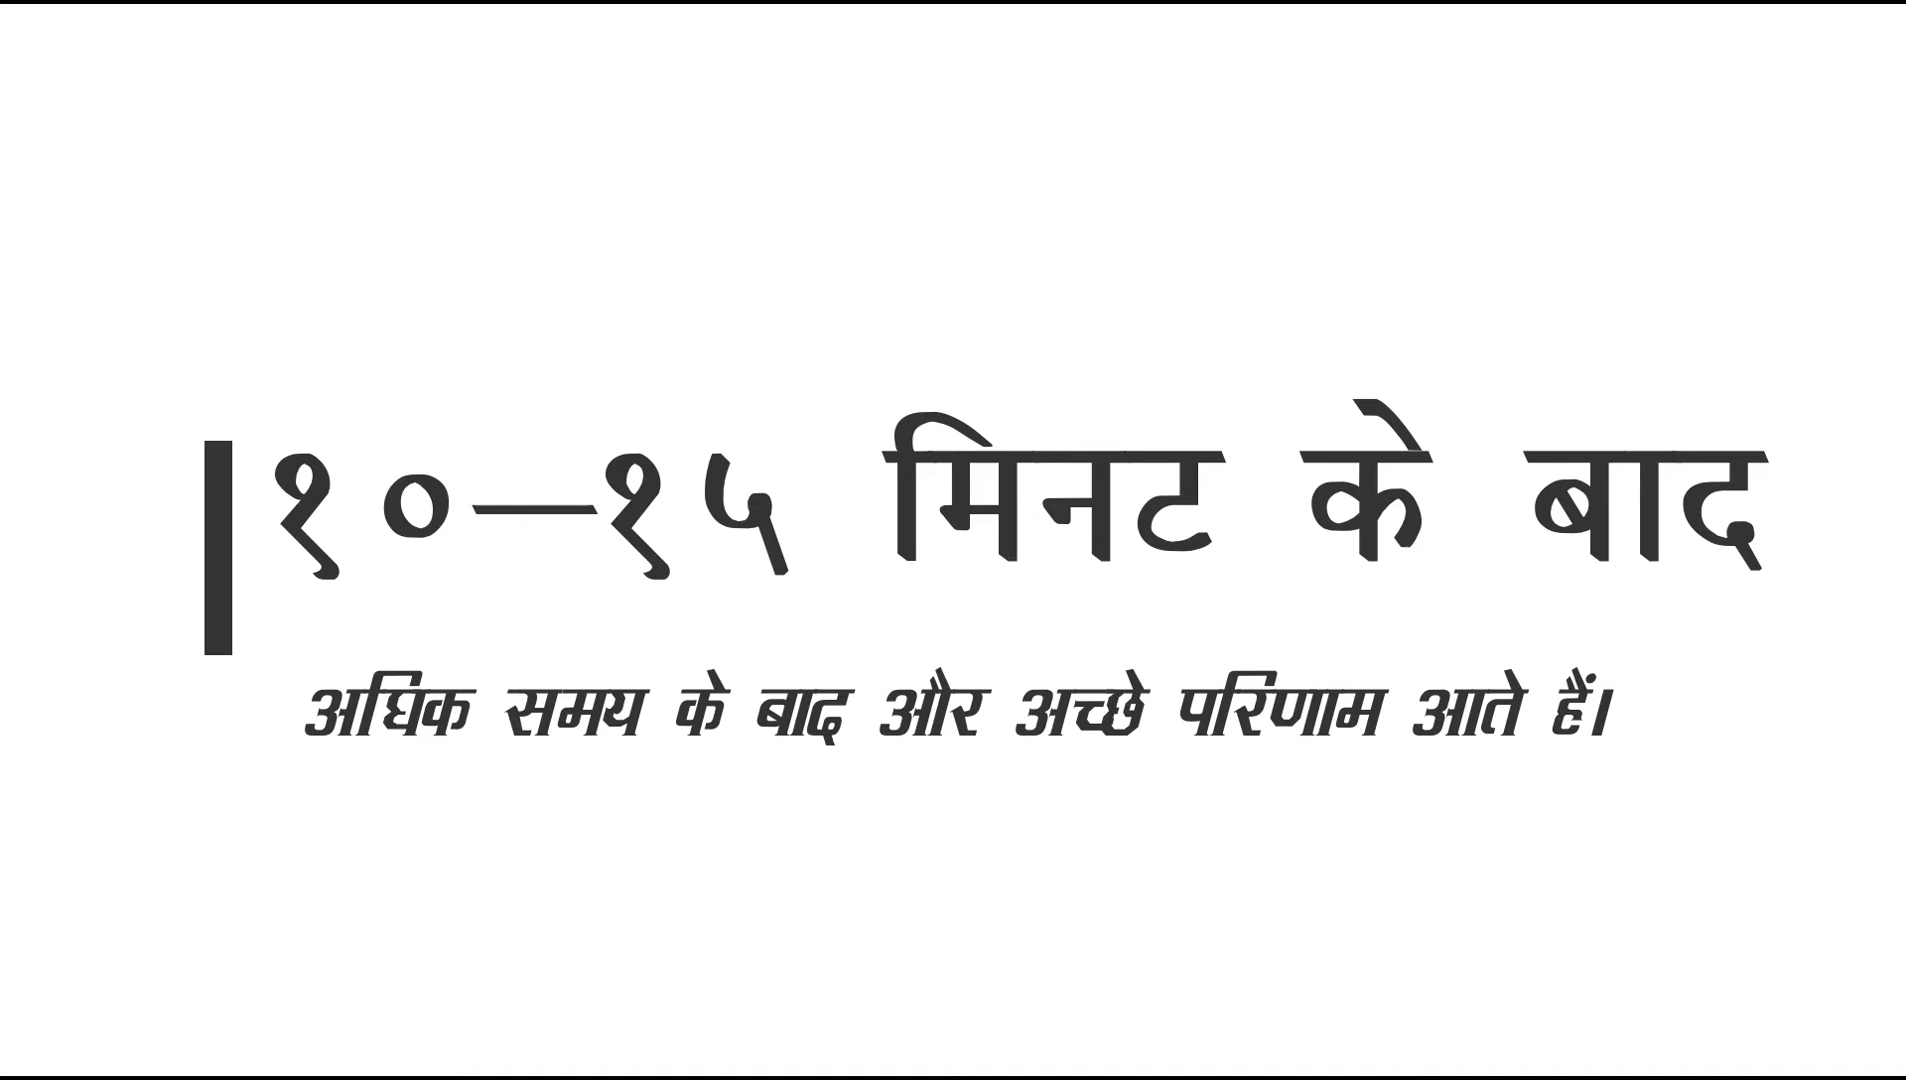 १०–१५ मिनट के बाद
अधिक समय के बाद और अच्छे परिणाम आते हैं।